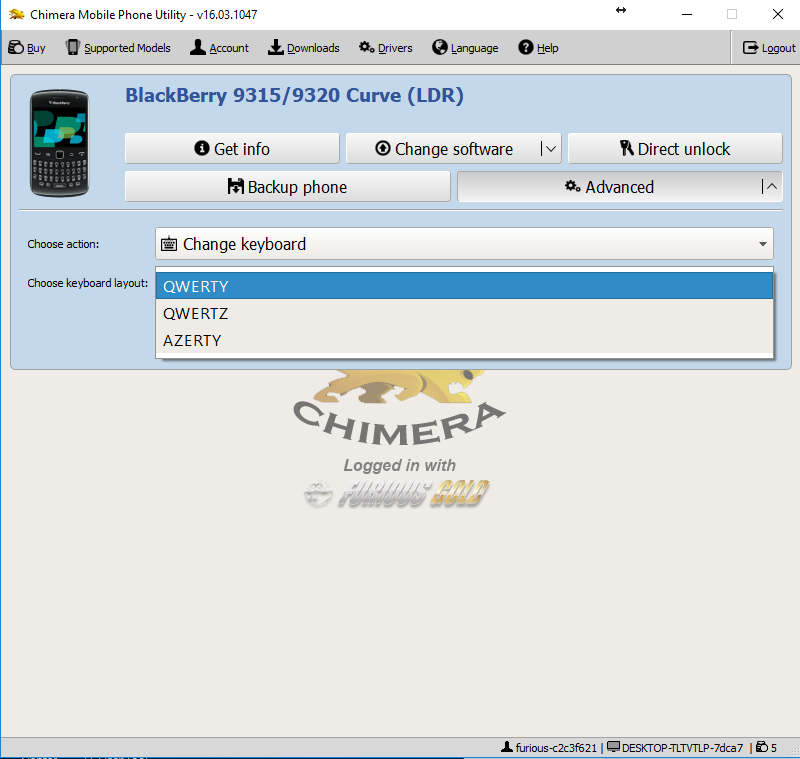 Chimera Mobile Phone Utility - v16.03.1047
Buy Supported Models Account Downloads Drivers Language Help Logout
BlackBerry 9315/9320 Curve (LDR)
Get info Change software Direct unlock
Backup phone Advanced
Choose action: Change keyboard
Choose keyboard layout: QWERTY
QWERTZ
AZERTY
CHIMERA
Logged in with
FURIOUS GOLD
furious-c2c3f621 | DESKTOP-TLTVTLP-7dca7 | 5